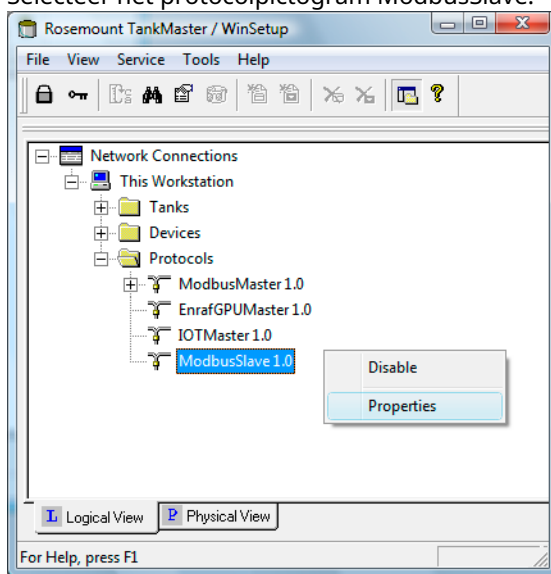 Selecteer het protocolpictogram ModbusSlave.
Rosemount TankMaster / WinSetup
File View Service Tools Help
Network Connections
This Workstation
Tanks
Devices
Protocols
ModbusMaster 1.0
EnrafGPUMaster 1.0
IOTMaster 1.0
ModbusSlave 1.0
Disable
Properties
L Logical View P Physical View
For Help, press F1